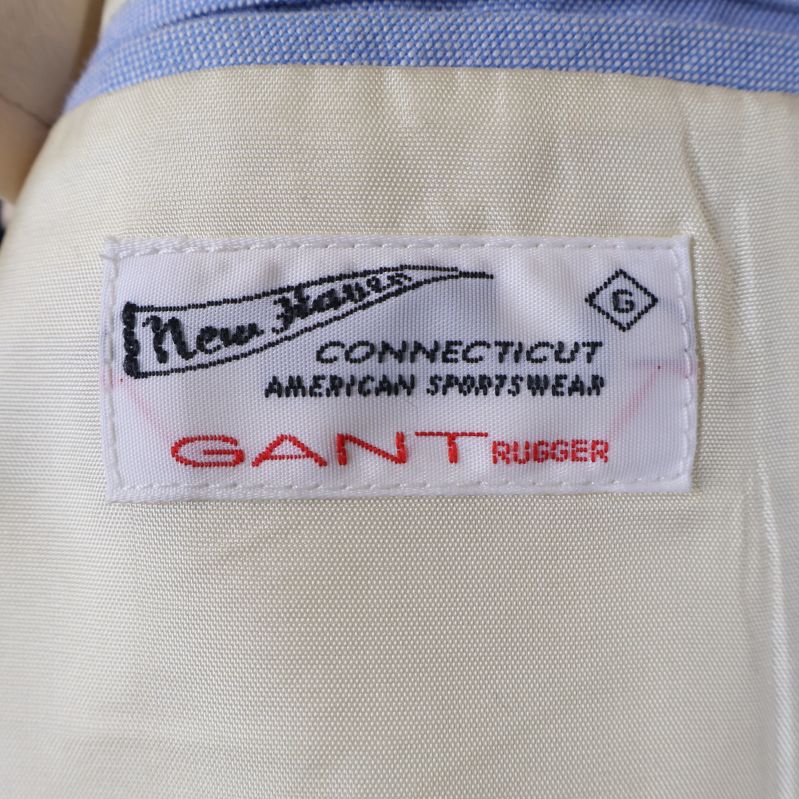 New Haven
G
CONNECTICUT
AMERICAN SPORTSWEAR
GANT RUGGER